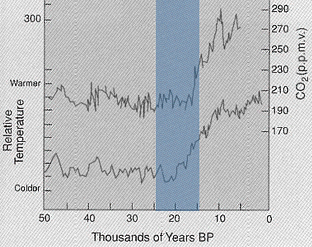 300
290
270
250
230
210
190
170
CO2 (p.p.m.v.)
Warmer
Relative
Temperature
Coldor
50 40 30 20 10 0
Thousands of Years BP